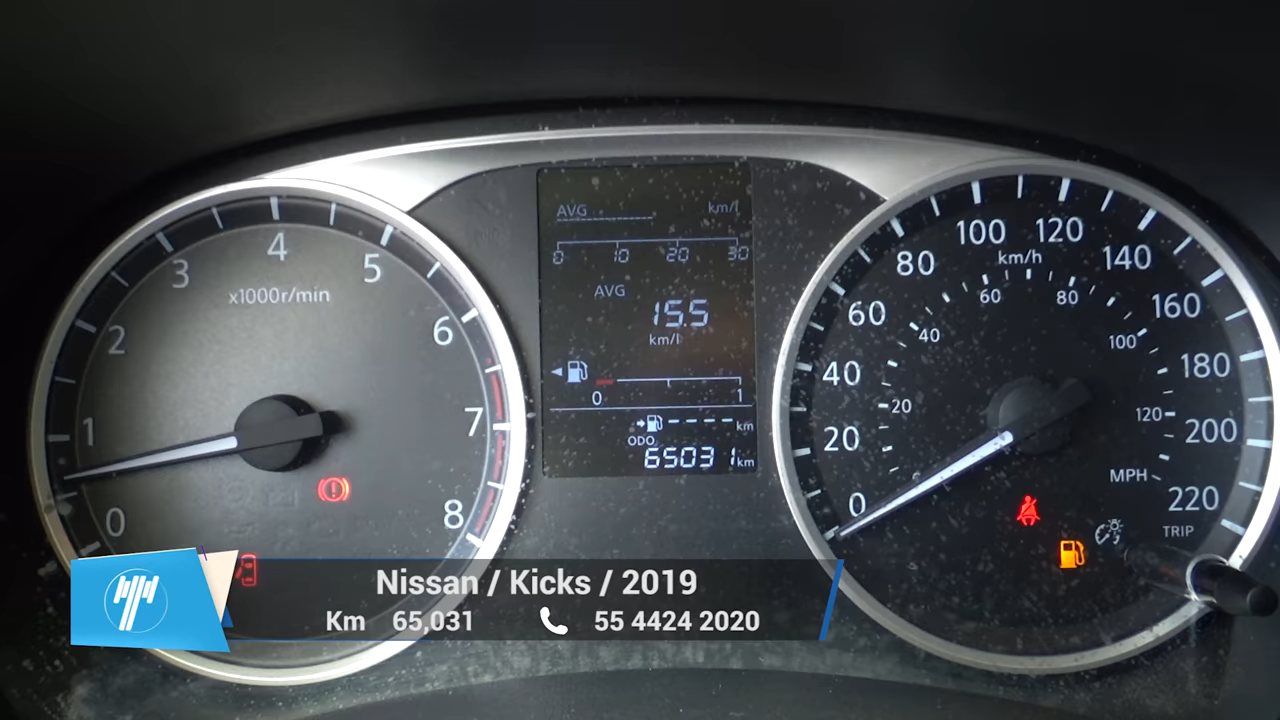 4
3
5
x1000r/min
2
6
1
7
0
8
AVG km/l
0 10 20 30
AVG
15.5
km/l
0 1
---- km
ODO
65031 km
100 120
80 km/h 140
60 60 80 160
40 100
40 180
20 120
20 200
MPH
0 220
TRIP
Nissan / Kicks / 2019
Km 65,031 55 4424 2020